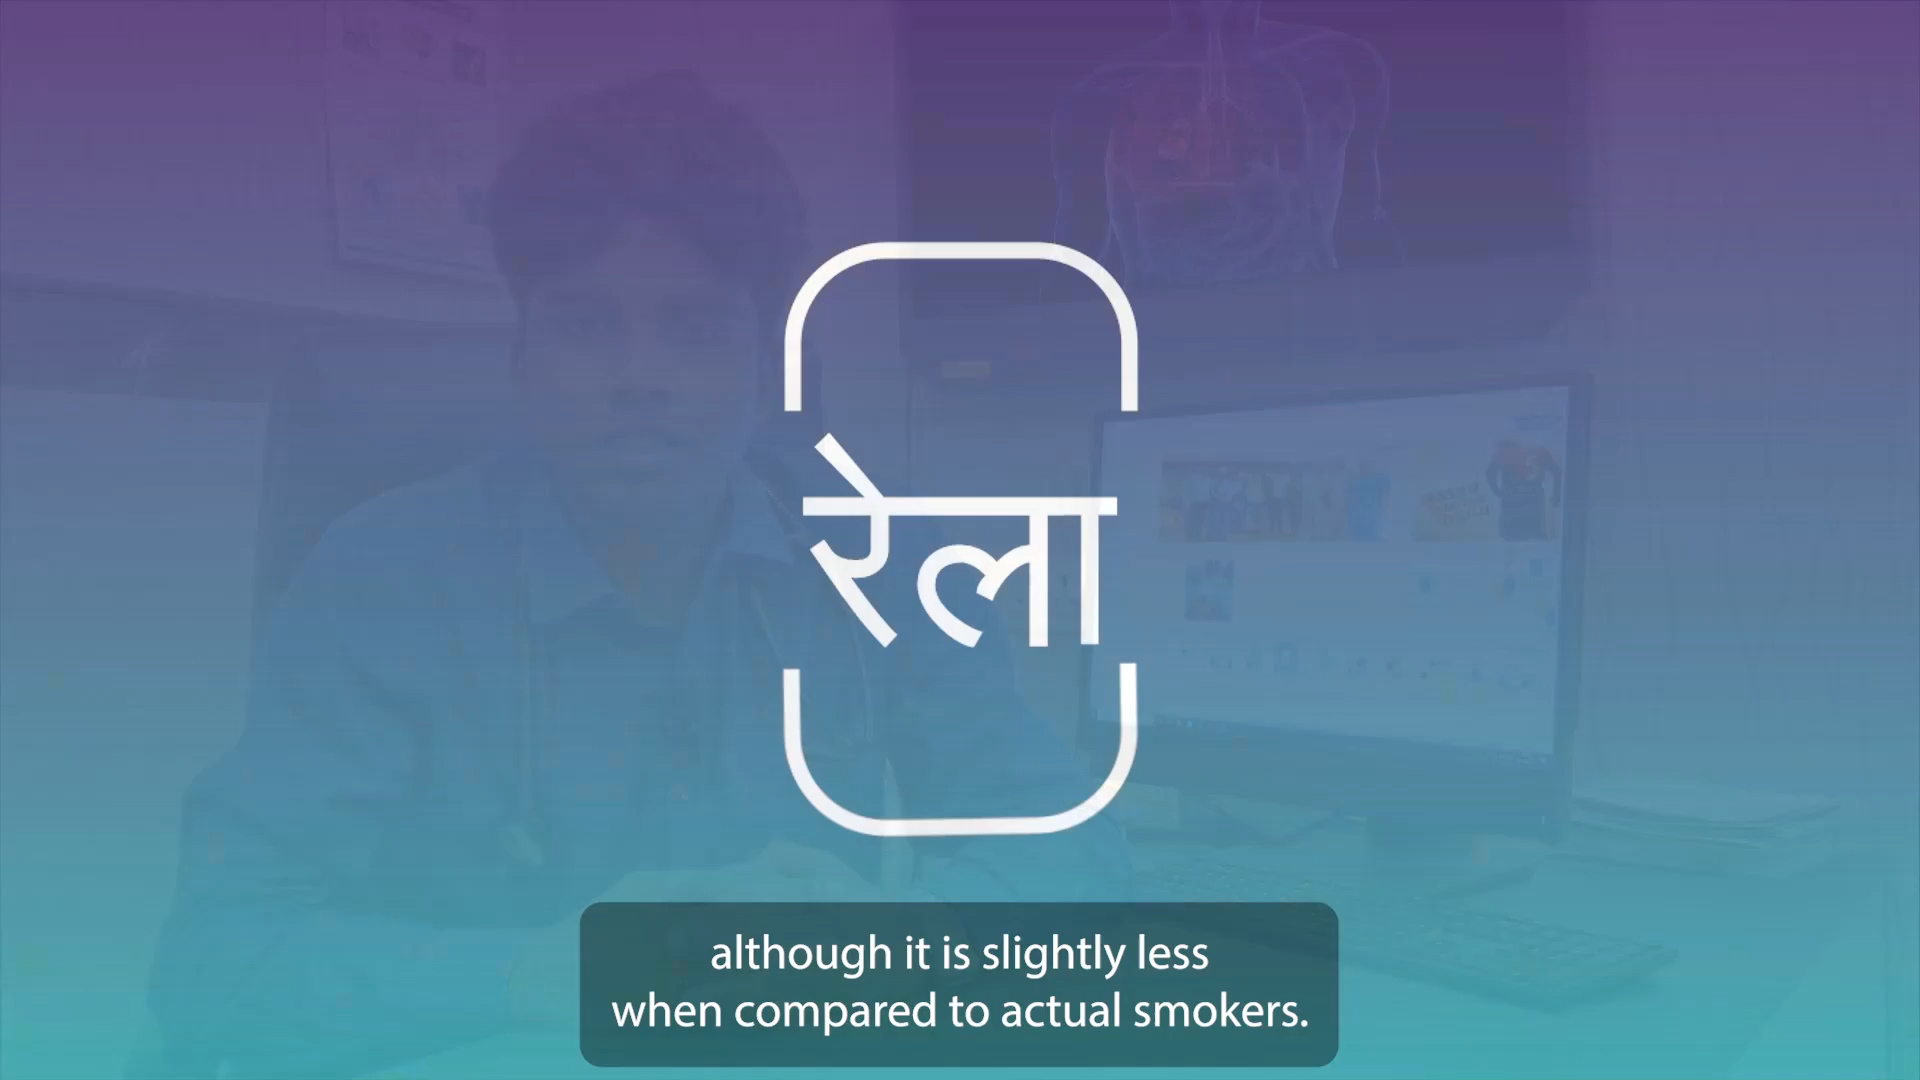 रेला
although it is slightly less
when compared to actual smokers.